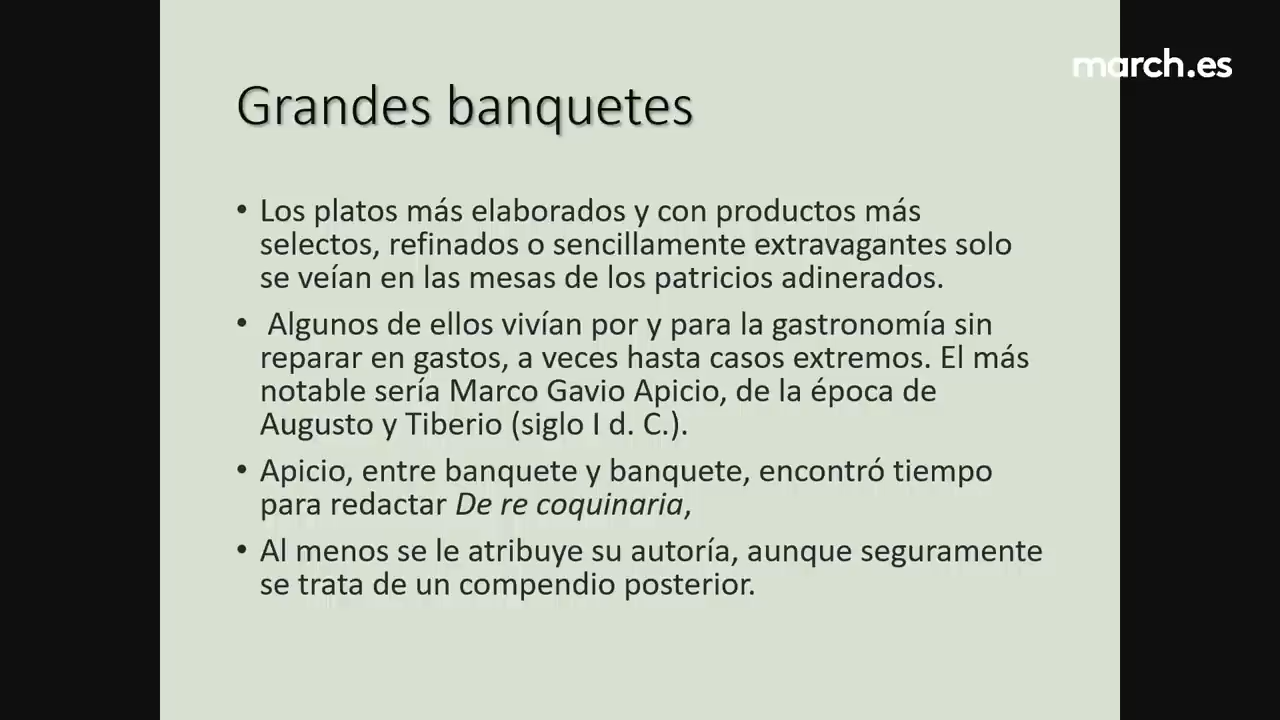 march.es
Grandes banquetes
• Los platos más elaborados y con productos más
selectos, refinados o sencillamente extravagantes solo
se veían en las mesas de los patricios adinerados.
• Algunos de ellos vivían por y para la gastronomía sin
reparar en gastos, a veces hasta casos extremos. El más
notable sería Marco Gavio Apicio, de la época de
Augusto y Tiberio (siglo I d. C.).
• Apicio, entre banquete y banquete, encontró tiempo
para redactar De re coquinaria,
• Al menos se le atribuye su autoría, aunque seguramente
se trata de un compendio posterior.